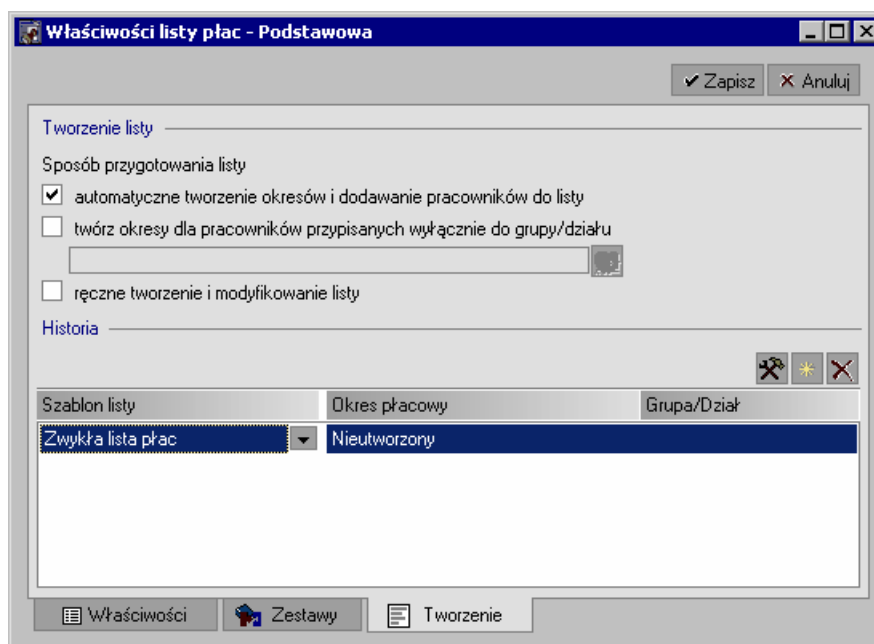 Właściwości listy płac - Podstawowa
Zapisz Anuluj
Tworzenie listy
Sposób przygotowania listy
automatyczne tworzenie okresów i dodawanie pracowników do listy
twórz okresy dla pracowników przypisanych wyłącznie do grupy/działu
ręczne tworzenie i modyfikowanie listy
Historia
Szablon listy Okres płacowy Grupa/Dział
Zwykła lista płac Nieutworzony
Właściwości Zestawy Tworzenie